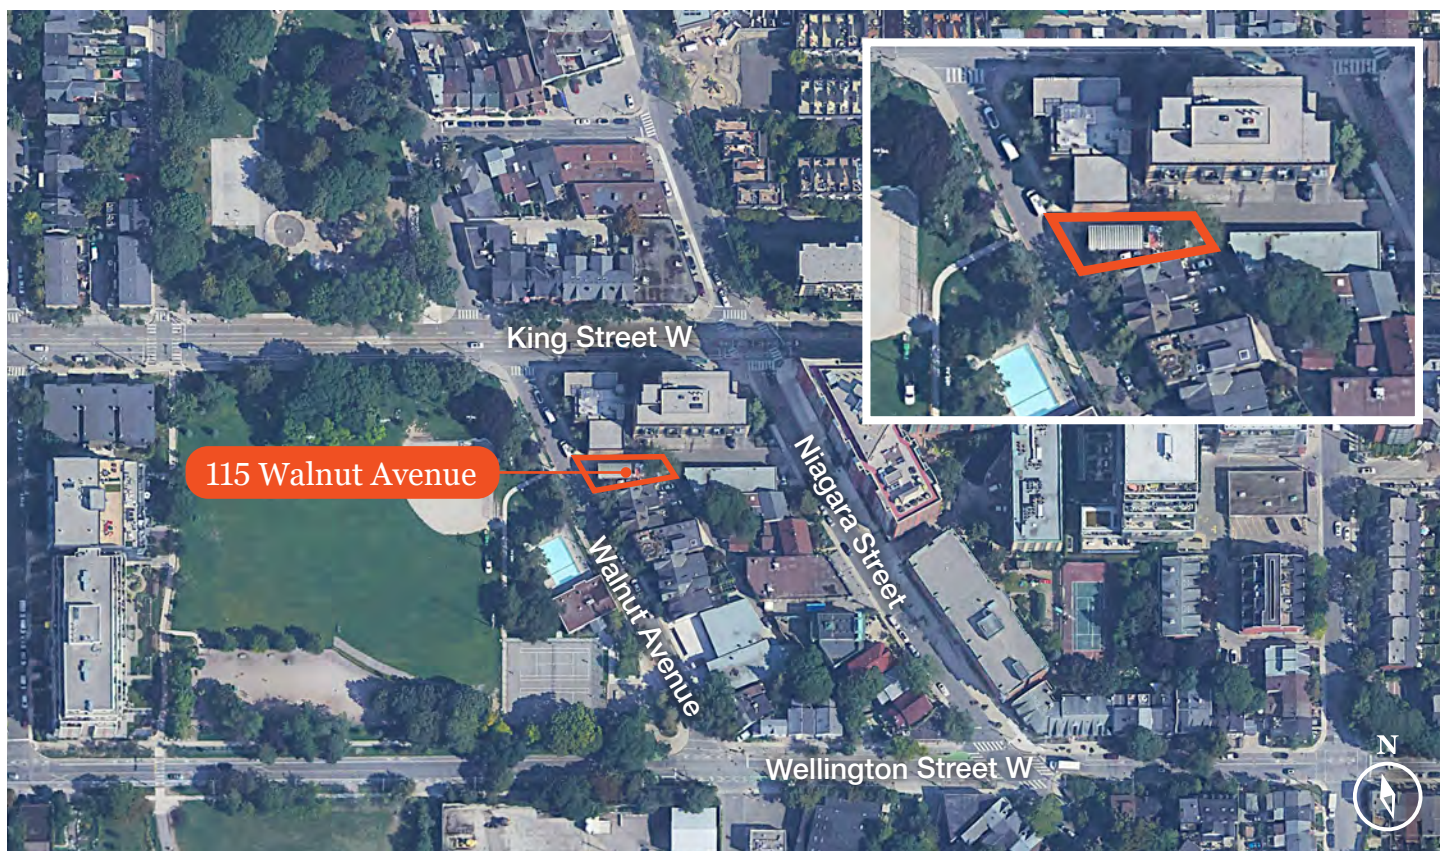 King Street W
115 Walnut Avenue
Niagara Street
Walnut Avenue
Wellington Street W
N